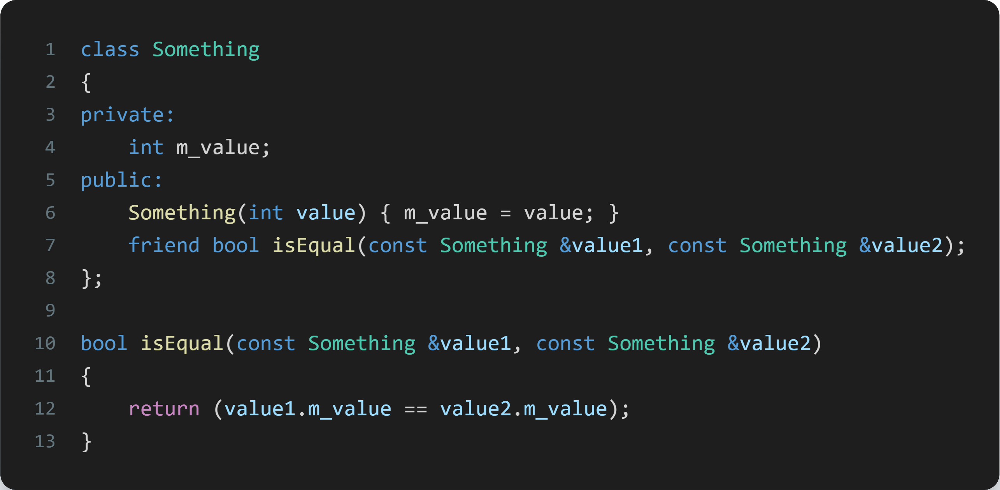 1 class Something
2 {
3 private:
4     int m_value;
5 public:
6     Something(int value) { m_value = value; }
7     friend bool isEqual(const Something &value1, const Something &value2);
8 };
9
10 bool isEqual(const Something &value1, const Something &value2)
11 {
12     return (value1.m_value == value2.m_value);
13 }